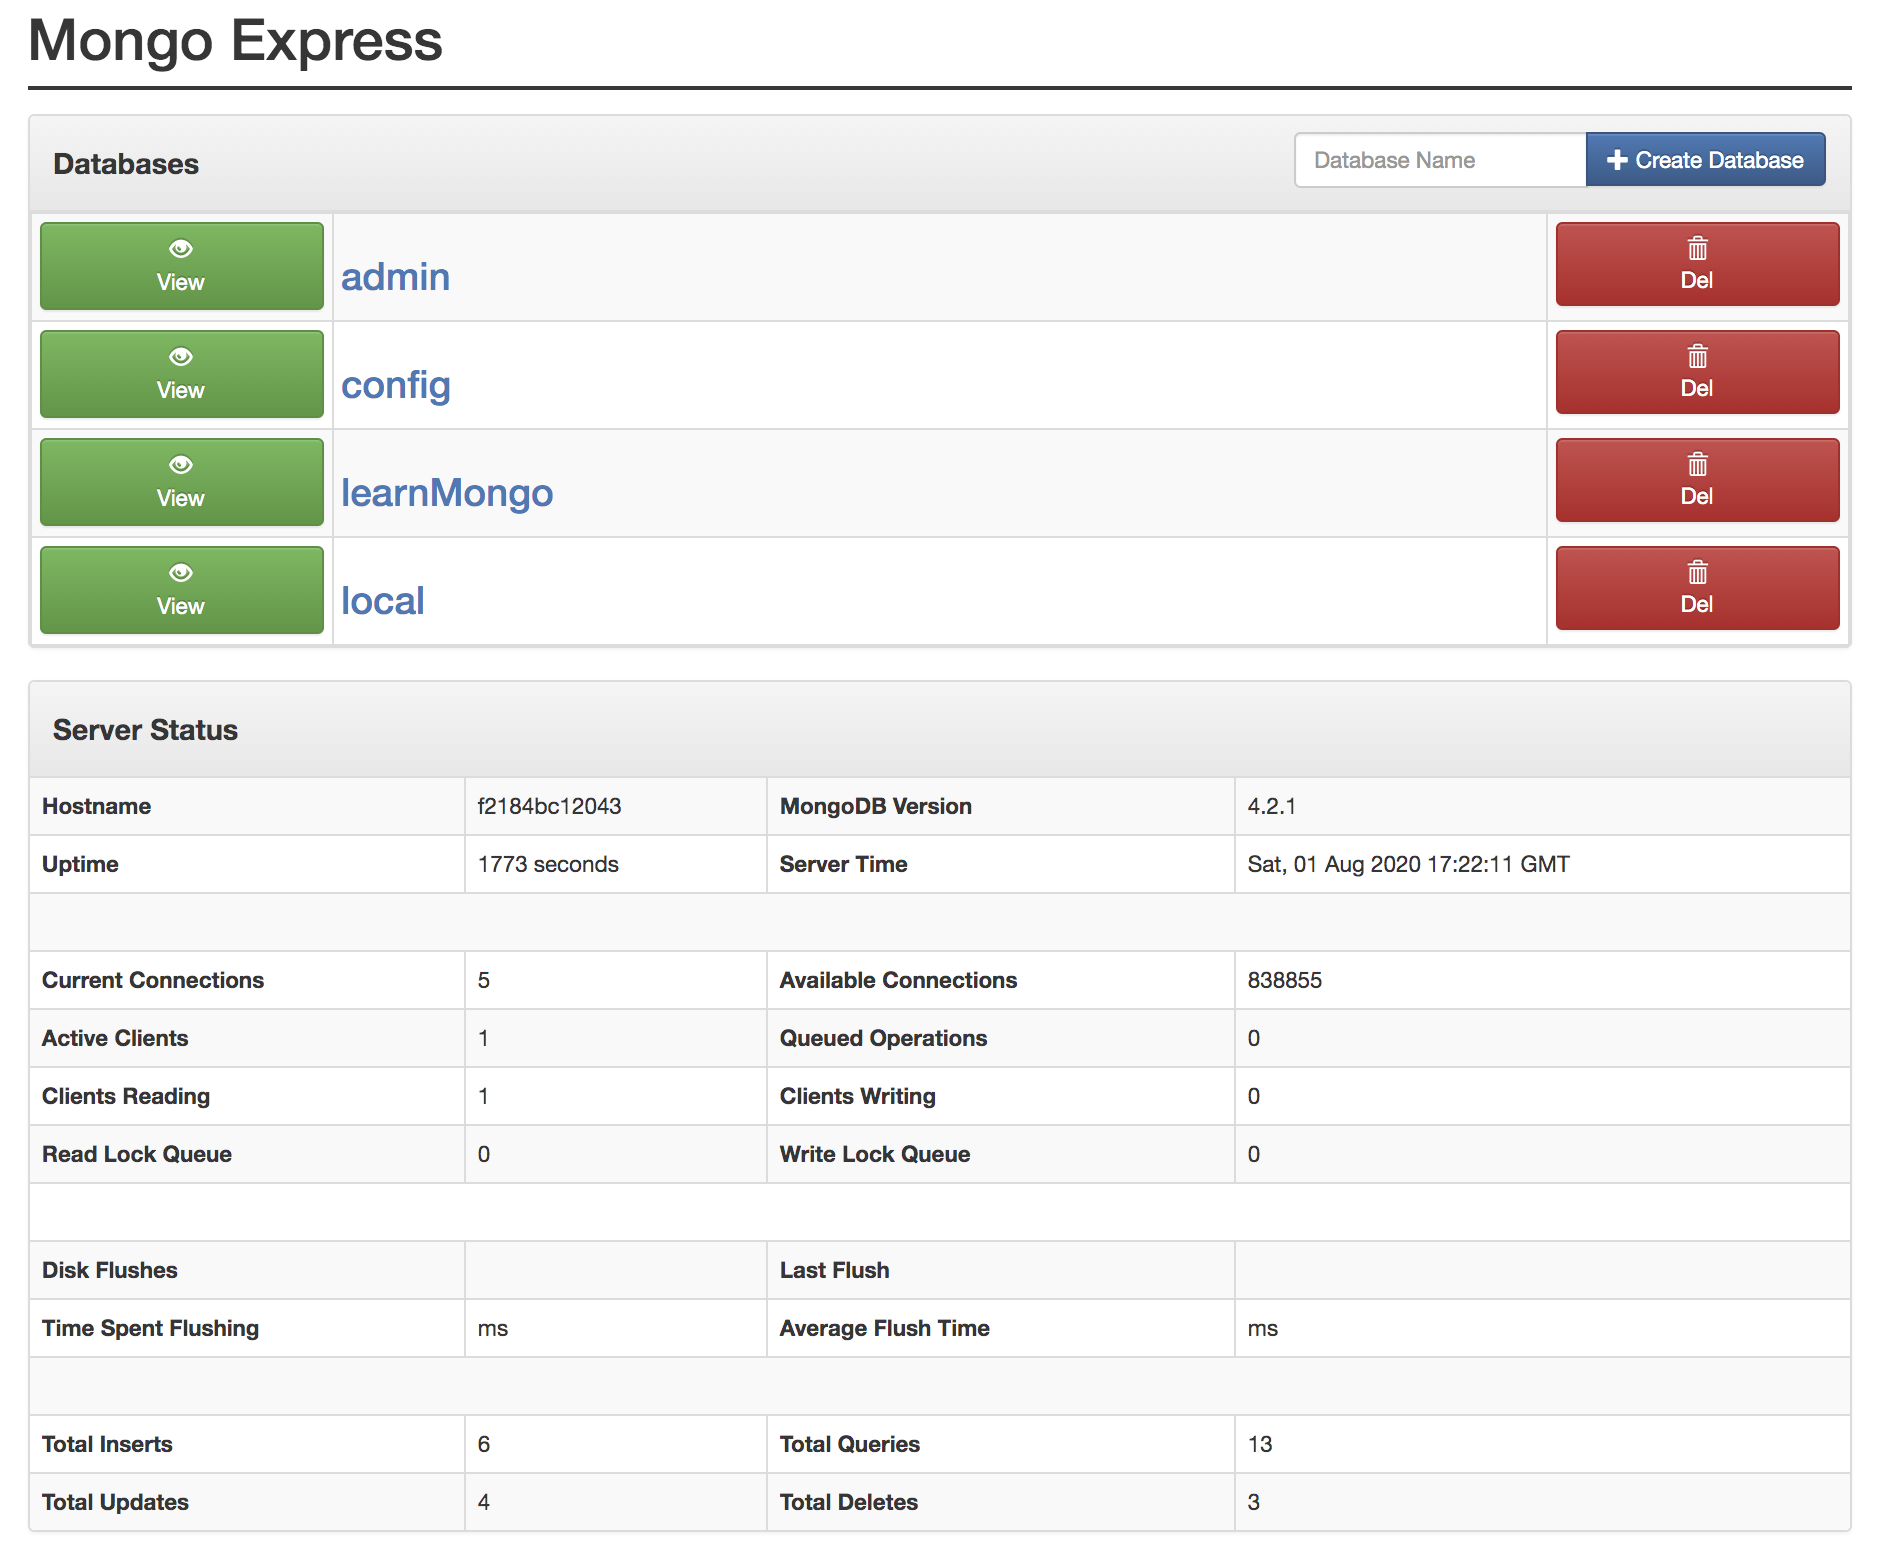 Mongo Express
Databases
Database Name
Create Database
View
admin
Del
View
config
Del
View
learnMongo
Del
View
local
Del
Server Status
Hostname f2184bc12043 MongoDB Version 4.2.1
Uptime 1773 seconds Server Time Sat, 01 Aug 2020 17:22:11 GMT
Current Connections 5 Available Connections 838855
Active Clients 1 Queued Operations 0
Clients Reading 1 Clients Writing 0
Read Lock Queue 0 Write Lock Queue 0
Disk Flushes Last Flush
Time Spent Flushing ms Average Flush Time ms
Total Inserts 6 Total Queries 13
Total Updates 4 Total Deletes 3